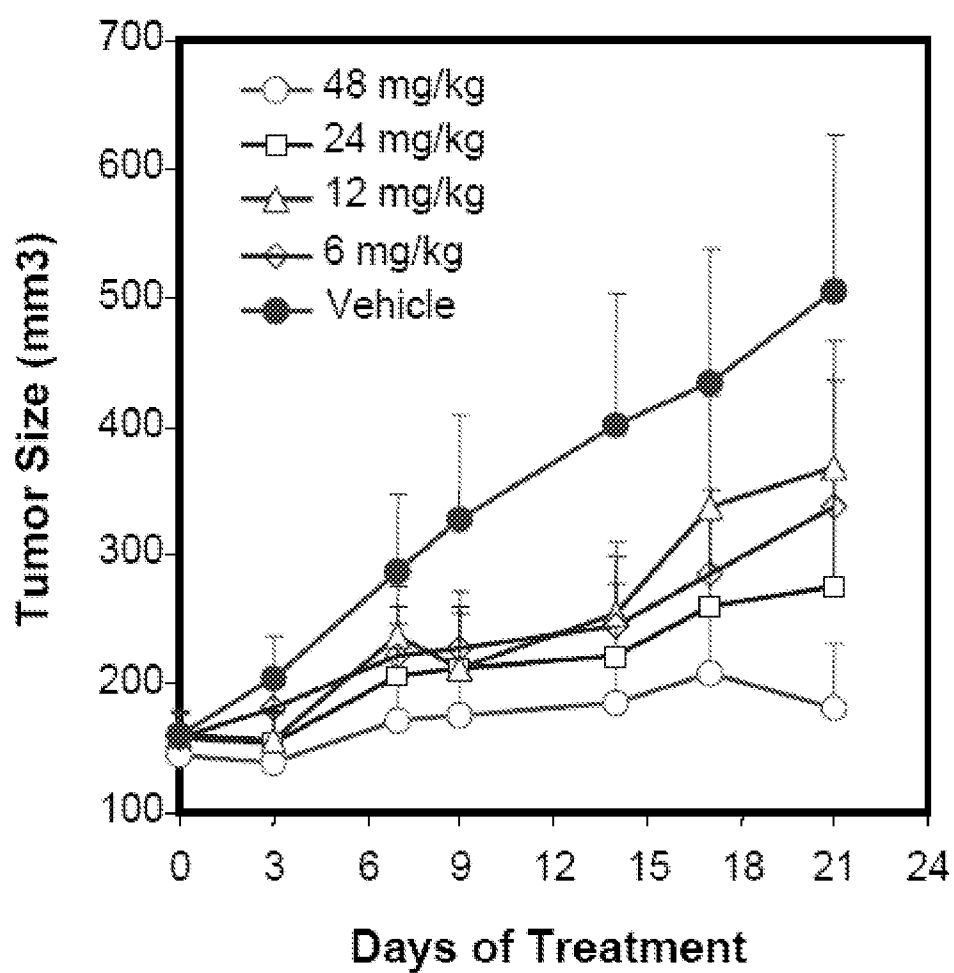 700
600
500
400
300
200
100
Tumor Size (mm3)
48 mg/kg
24 mg/kg
12 mg/kg
6 mg/kg
Vehicle
0 3 6 9 12 15 18 21 24
Days of Treatment